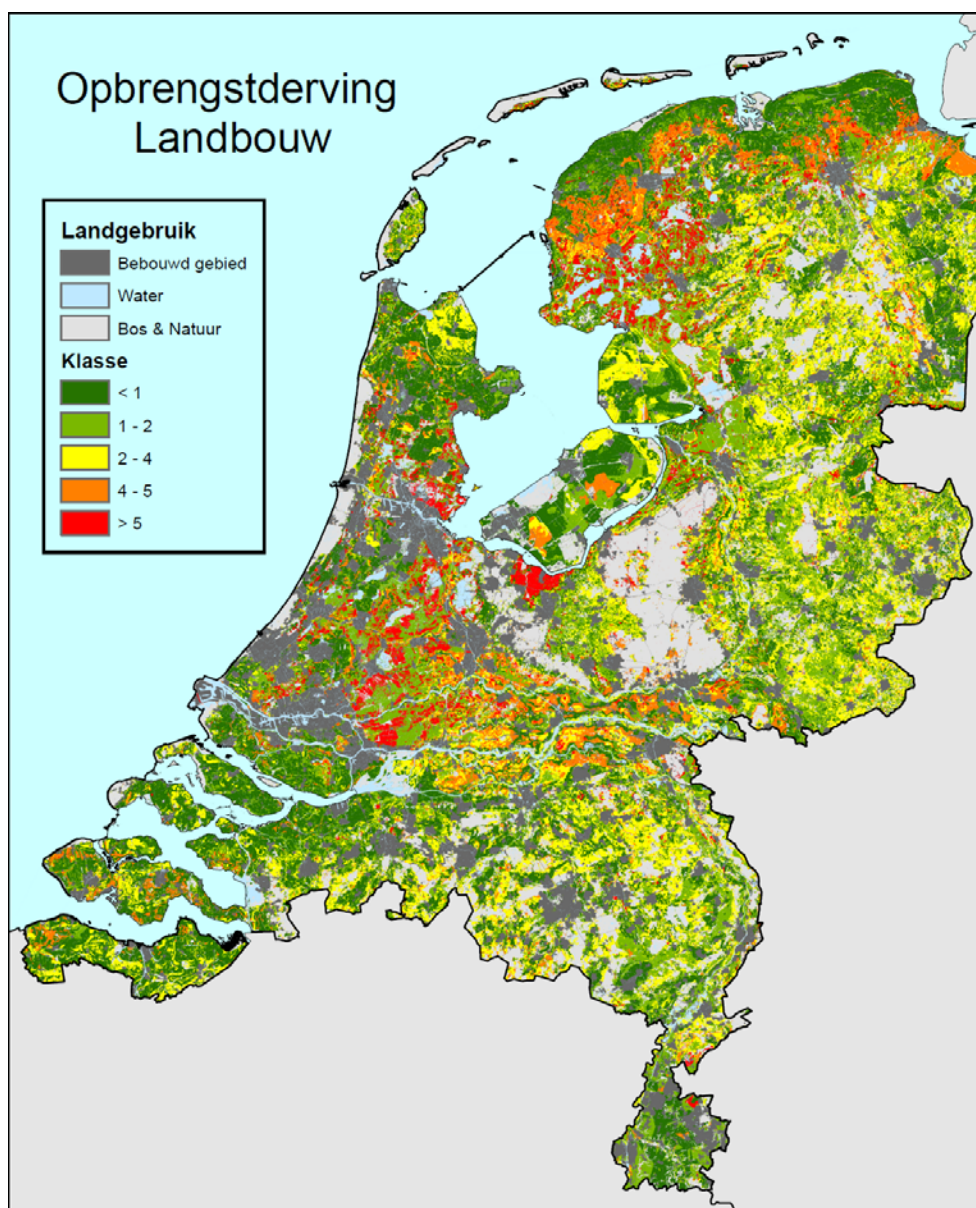 Opbrengstderving
Landbouw
Landgebruik
Bebouwd gebied
Water
Bos & Natuur
Klasse
< 1
1 - 2
2 - 4
4 - 5
> 5